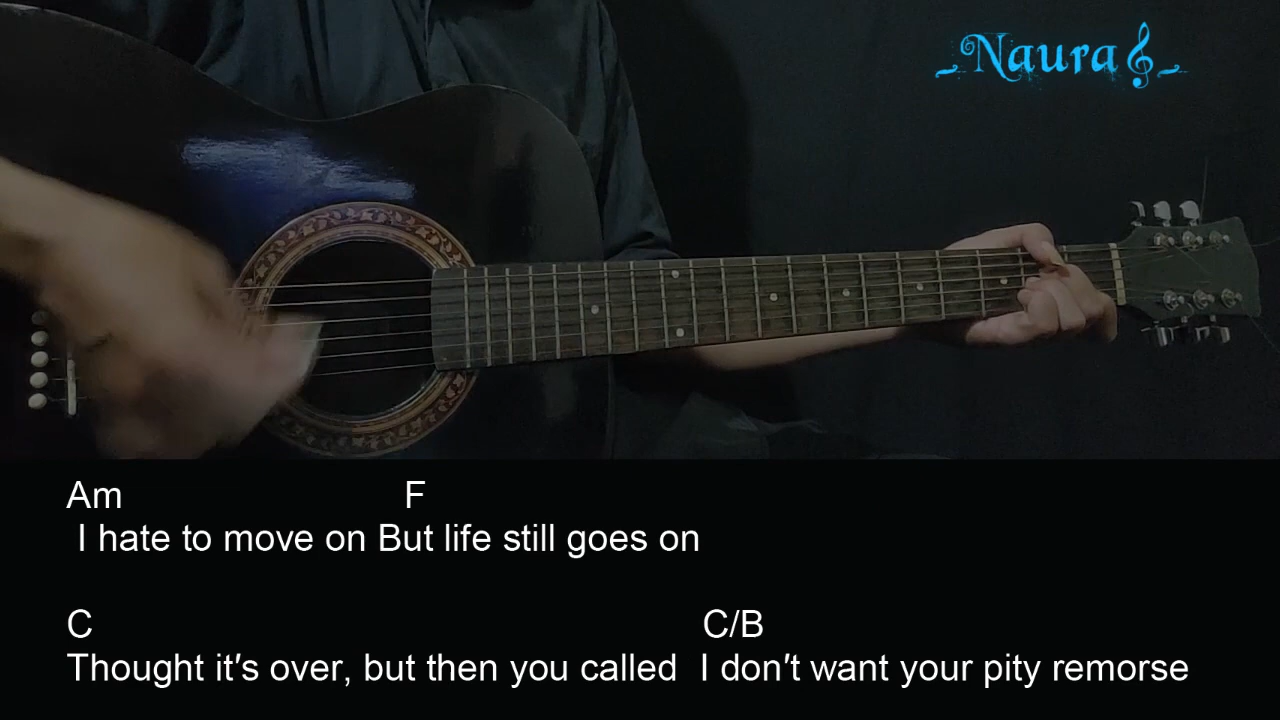 Naura
Am F
I hate to move on But life still goes on
C C/B
Thought it's over, but then you called I don't want your pity remorse